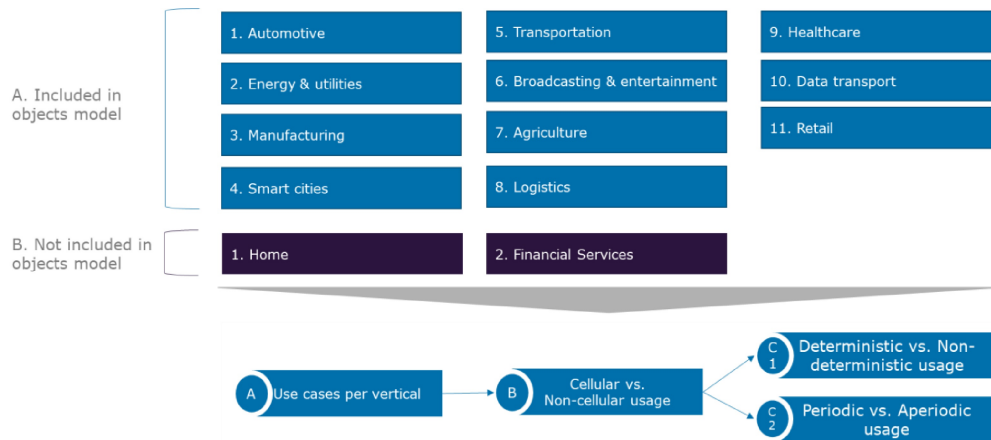 A. Included in
objects model
1. Automotive
2. Energy & utilities
3. Manufacturing
4. Smart cities
5. Transportation
6. Broadcasting & entertainment
7. Agriculture
8. Logistics
9. Healthcare
10. Data transport
11. Retail
B. Not included in
objects model
1. Home
2. Financial Services
A
Use cases per vertical
B
Cellular vs.
Non-cellular usage
C
1
Deterministic vs. Non-
deterministic usage
C
2
Periodic vs. Aperiodic
usage